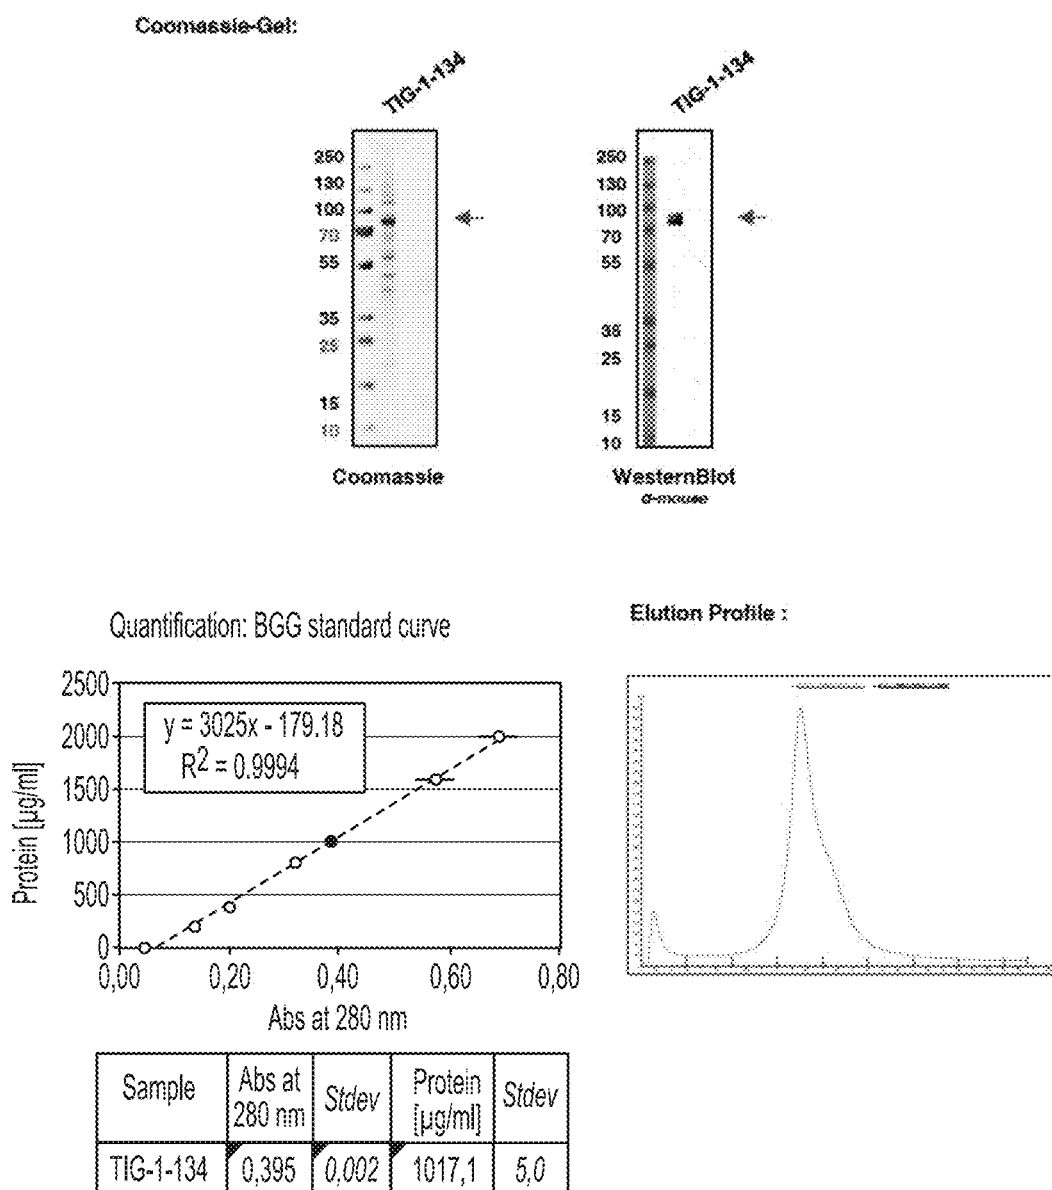 Coomassie-Gel:
TIG-1-134
TIG-1-134
250
130
100
70
55
35
25
15
10
250
130
100
70
55
35
25
15
10
Coomassie
WesternBlot
α-mouse
Quantification: BGG standard curve
Elution Profile :
y = 3025x - 179.18
R2 = 0.9994
Protein [µg/ml]
2500
2000
1500
1000
500
0
0,00 0,20 0,40 0,60 0,80
Abs at 280 nm
Sample Abs at 280 nm Stdev Protein [µg/ml] Stdev
TIG-1-134 0,395 0,002 1017,1 5,0